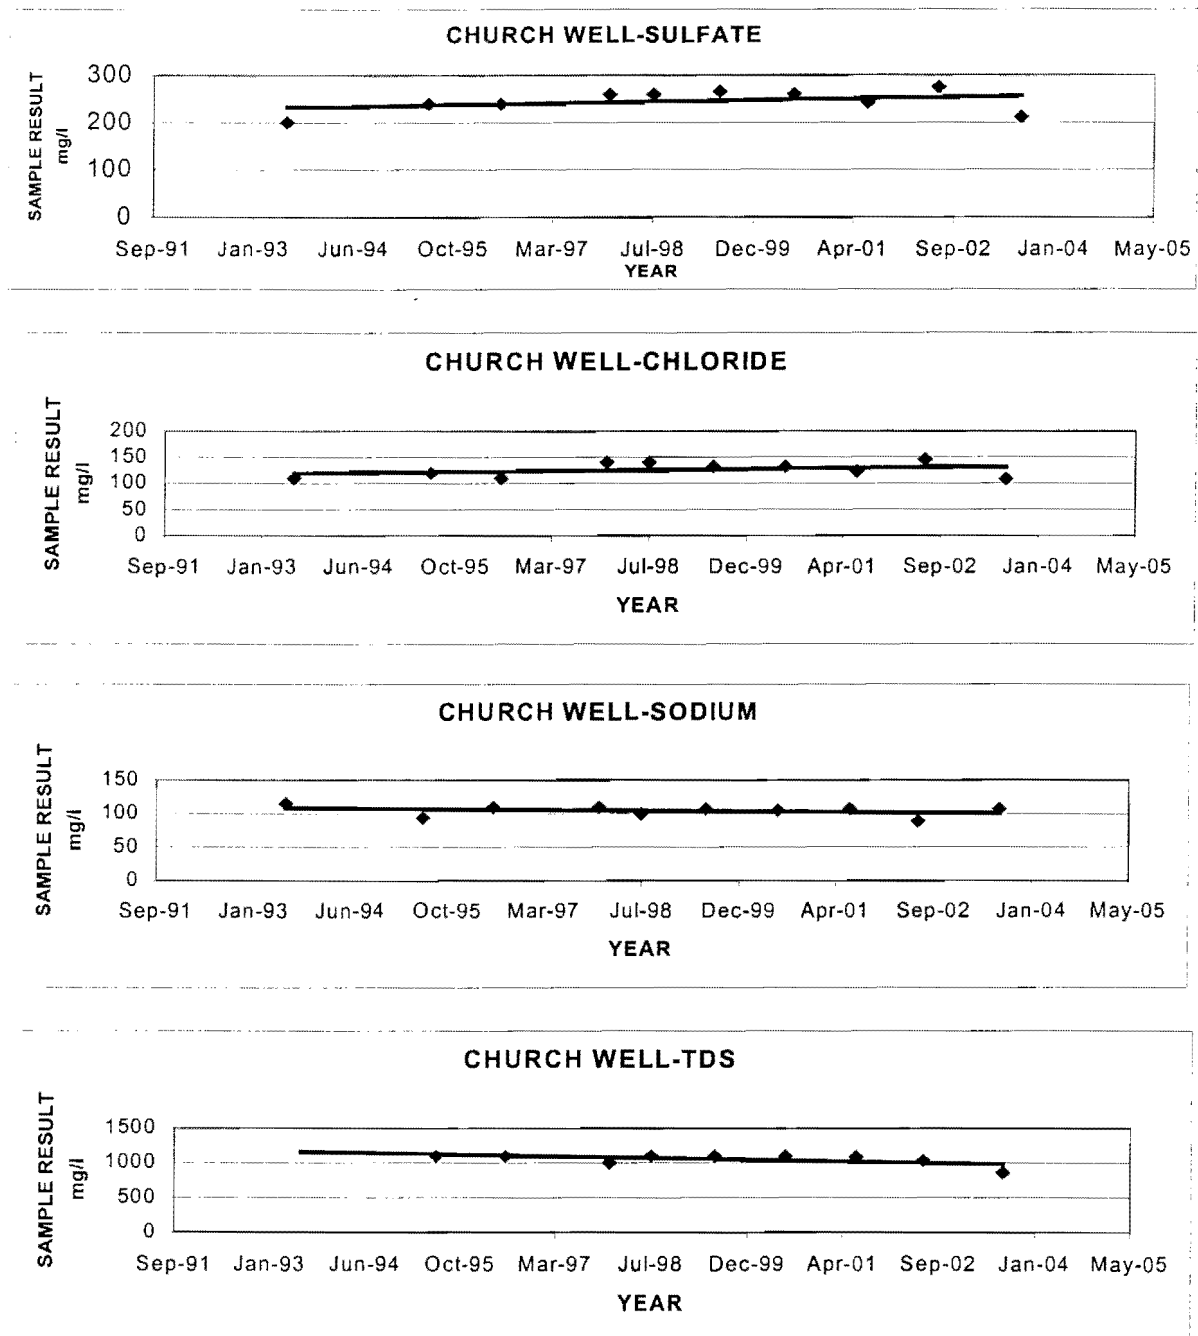 CHURCH WELL-SULFATE
SAMPLE RESULT
mg/l
300
200
100
0
Sep-91 Jan-93 Jun-94 Oct-95 Mar-97 Jul-98 Dec-99 Apr-01 Sep-02 Jan-04 May-05
YEAR
CHURCH WELL-CHLORIDE
SAMPLE RESULT
mg/l
200
150
100
50
0
Sep-91 Jan-93 Jun-94 Oct-95 Mar-97 Jul-98 Dec-99 Apr-01 Sep-02 Jan-04 May-05
YEAR
CHURCH WELL-SODIUM
SAMPLE RESULT
mg/l
150
100
50
0
Sep-91 Jan-93 Jun-94 Oct-95 Mar-97 Jul-98 Dec-99 Apr-01 Sep-02 Jan-04 May-05
YEAR
CHURCH WELL-TDS
SAMPLE RESULT
mg/l
1500
1000
500
0
Sep-91 Jan-93 Jun-94 Oct-95 Mar-97 Jul-98 Dec-99 Apr-01 Sep-02 Jan-04 May-05
YEAR